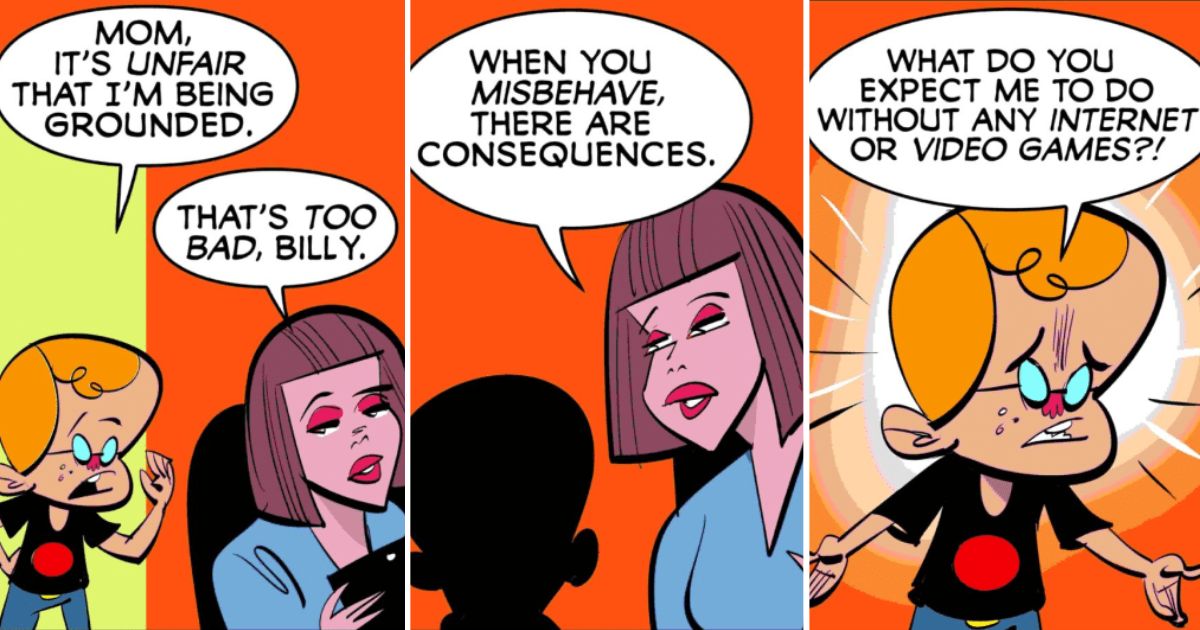 MOM,
IT'S UNFAIR
THAT I'M BEING
GROUNDED.
THAT'S TOO
BAD, BILLY.
WHEN YOU
MISBEHAVE,
THERE ARE
CONSEQUENCES.
WHAT DO YOU
EXPECT ME TO DO
WITHOUT ANY INTERNET
OR VIDEO GAMES?!